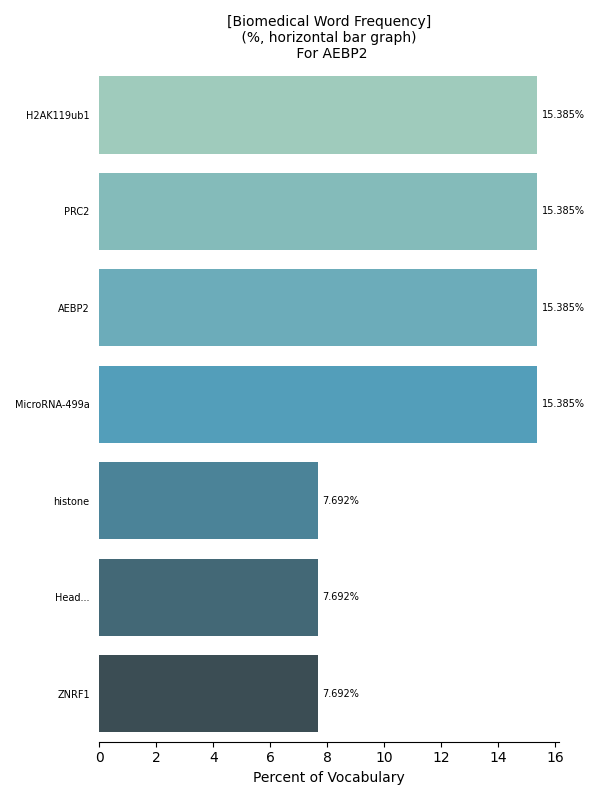 [Biomedical Word Frequency]
(%, horizontal bar graph)
For AEBP2
H2AK119ub1 15.385%
PRC2 15.385%
AEBP2 15.385%
MicroRNA-499a 15.385%
histone 7.692%
Head... 7.692%
ZNRF1 7.692%
0 2 4 6 8 10 12 14 16
Percent of Vocabulary